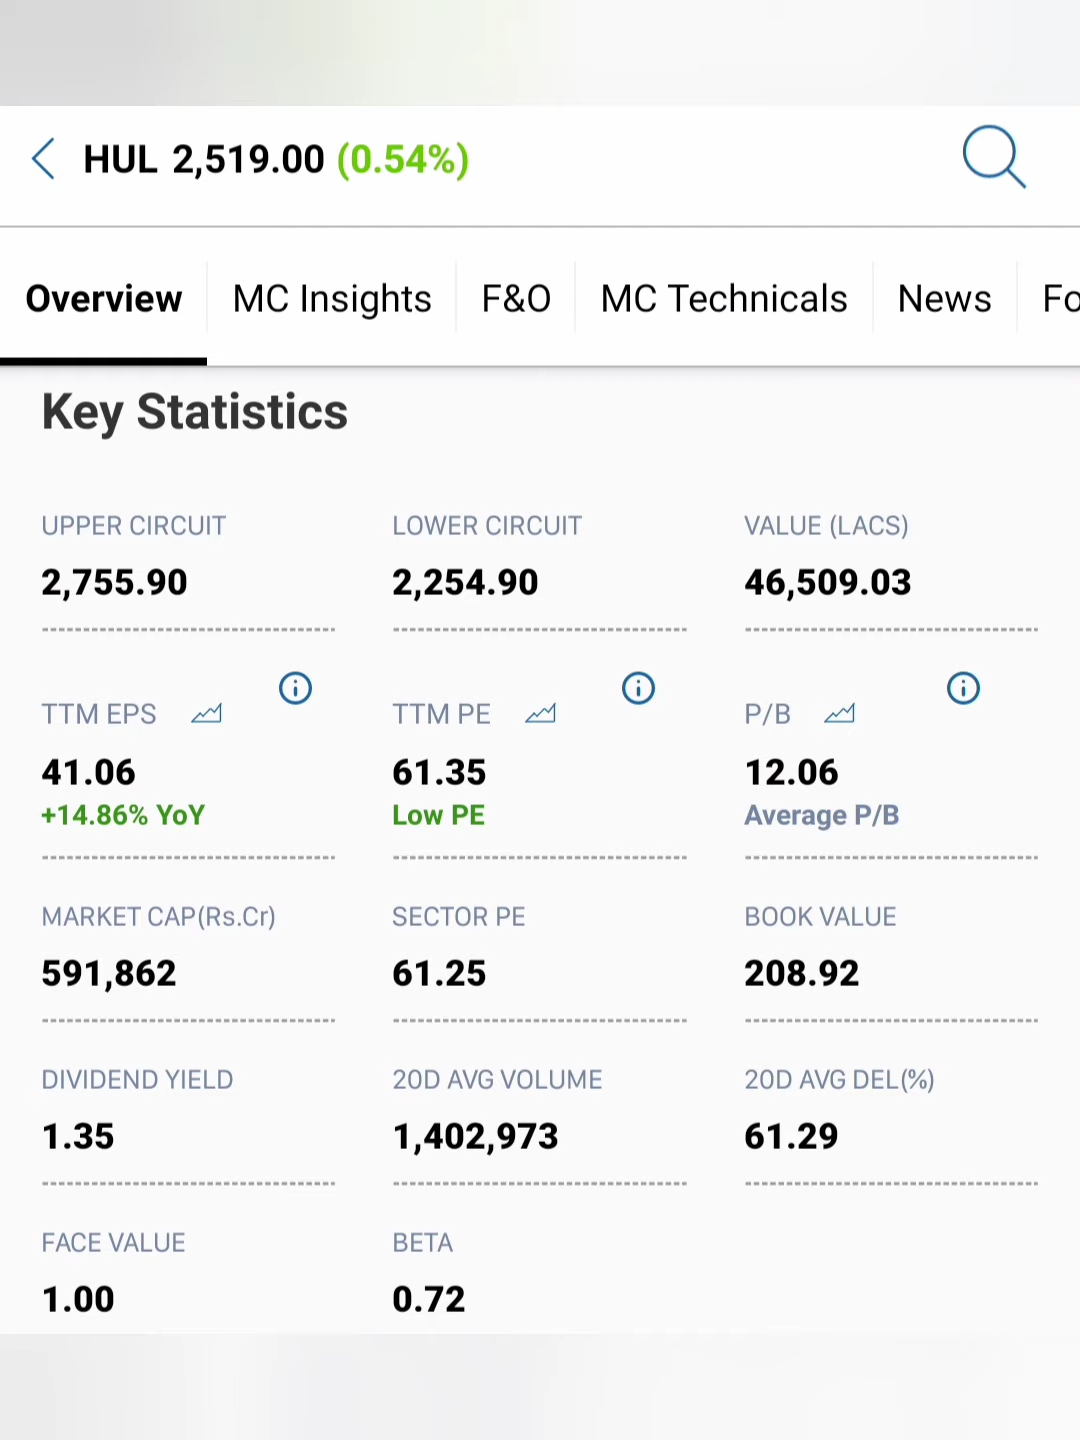 HUL 2,519.00 (0.54%)
Overview MC Insights F&O MC Technicals News Fo
Key Statistics
UPPER CIRCUIT LOWER CIRCUIT VALUE (LACS)
2,755.90 2,254.90 46,509.03
TTM EPS TTM PE P/B
41.06 61.35 12.06
+14.86% YoY Low PE Average P/B
MARKET CAP(Rs.Cr) SECTOR PE BOOK VALUE
591,862 61.25 208.92
DIVIDEND YIELD 20D AVG VOLUME 20D AVG DEL(%)
1.35 1,402,973 61.29
FACE VALUE BETA
1.00 0.72